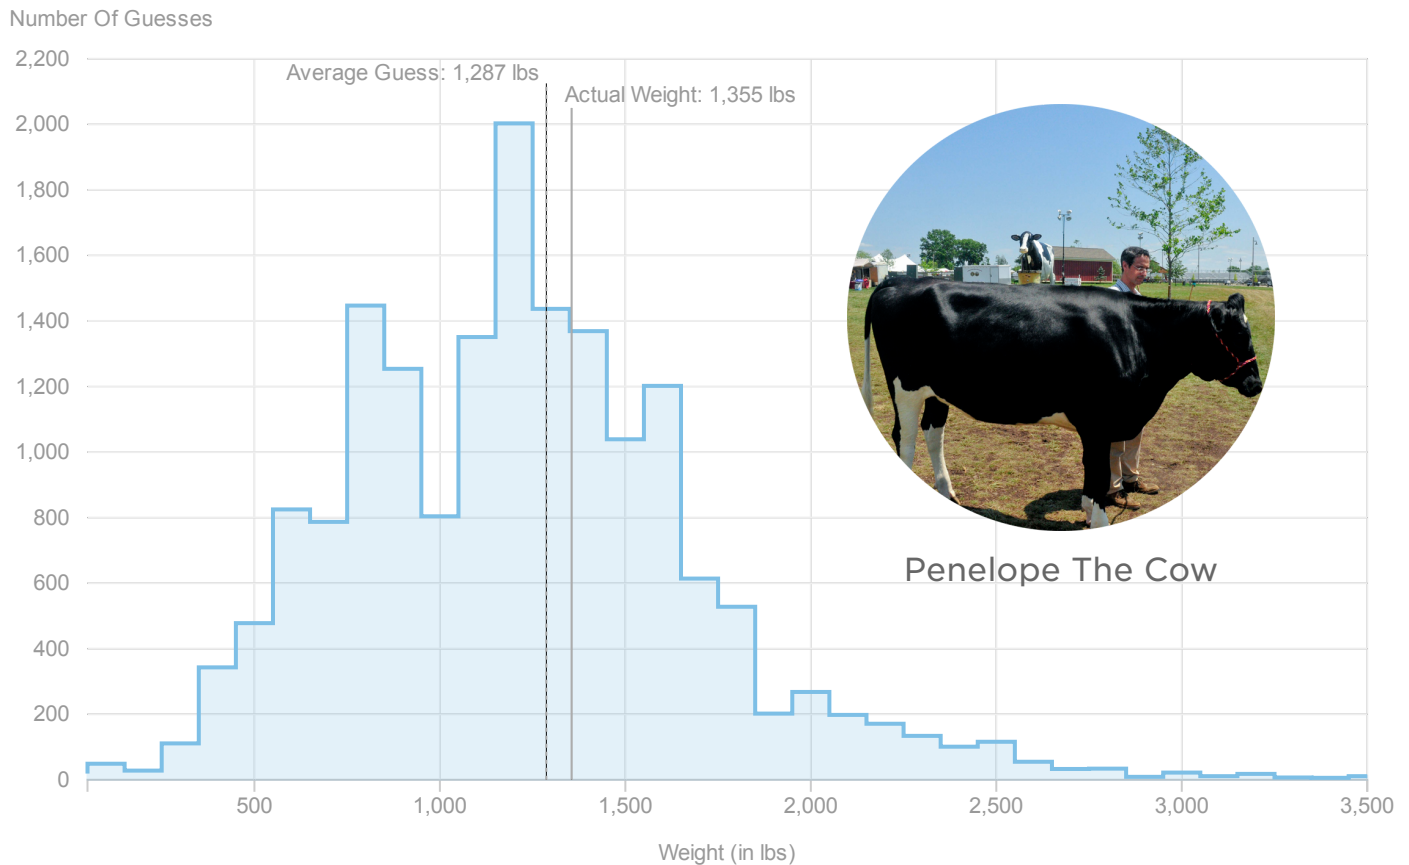 Number Of Guesses
2,200
Average Guess: 1,287 lbs
Actual Weight: 1,355 lbs
2,000
1,800
1,600
1,400
1,200
1,000
800
Penelope The Cow
600
400
200
0
500 1,000 1,500 2,000 2,500 3,000 3,500
Weight (in lbs)